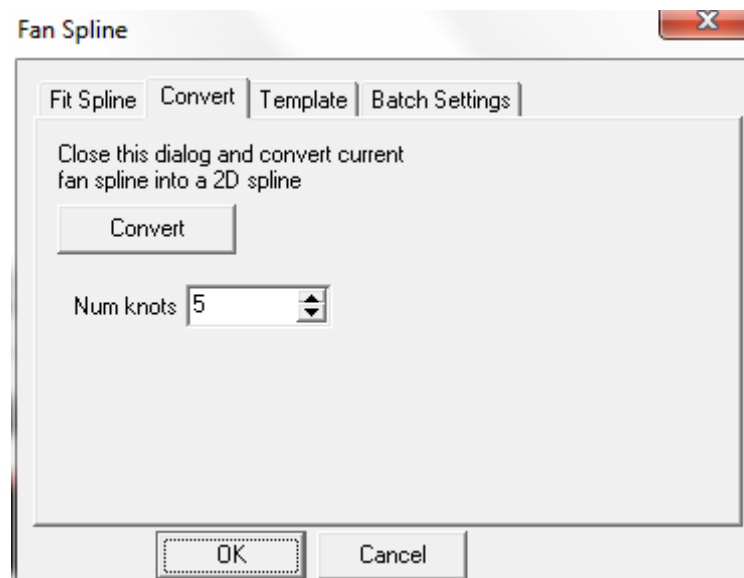 Fan Spline
Fit Spline Convert Template Batch Settings
Close this dialog and convert current
fan spline into a 2D spline
Convert
Num knots 5
OK Cancel